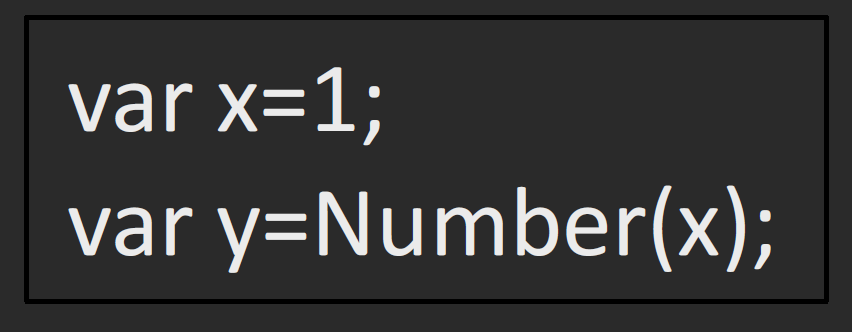 var x=1;
var y=Number(x);